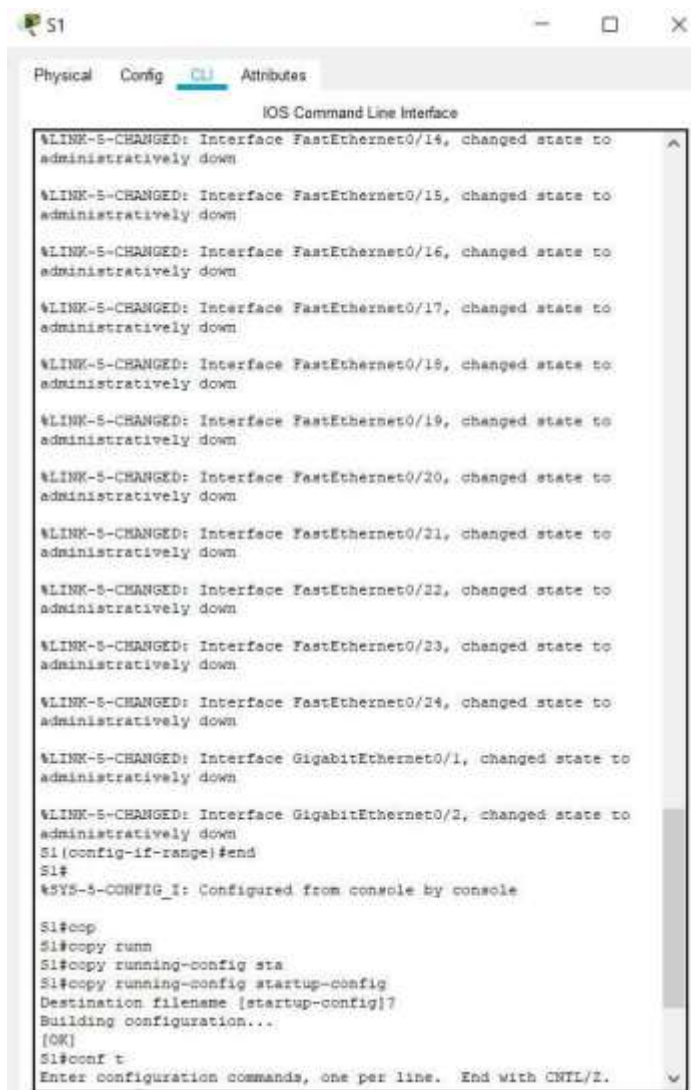 S1
Physical Config CLI Attributes
IOS Command Line Interface
%LINK-5-CHANGED: Interface FastEthernet0/14, changed state to
administratively down
%LINK-5-CHANGED: Interface FastEthernet0/15, changed state to
administratively down
%LINK-5-CHANGED: Interface FastEthernet0/16, changed state to
administratively down
%LINK-5-CHANGED: Interface FastEthernet0/17, changed state to
administratively down
%LINK-5-CHANGED: Interface FastEthernet0/18, changed state to
administratively down
%LINK-5-CHANGED: Interface FastEthernet0/19, changed state to
administratively down
%LINK-5-CHANGED: Interface FastEthernet0/20, changed state to
administratively down
%LINK-5-CHANGED: Interface FastEthernet0/21, changed state to
administratively down
%LINK-5-CHANGED: Interface FastEthernet0/22, changed state to
administratively down
%LINK-5-CHANGED: Interface FastEthernet0/23, changed state to
administratively down
%LINK-5-CHANGED: Interface FastEthernet0/24, changed state to
administratively down
%LINK-5-CHANGED: Interface GigabitEthernet0/1, changed state to
administratively down
%LINK-5-CHANGED: Interface GigabitEthernet0/2, changed state to
administratively down
S1(config-if-range)#end
S1#
%SYS-5-CONFIG_I: Configured from console by console
S1#cop
S1#copy runn
S1#copy running-config sta
S1#copy running-config startup-config
Destination filename [startup-config]?
Building configuration...
[OK]
S1#conf t
Enter configuration commands, one per line. End with CNTL/Z.